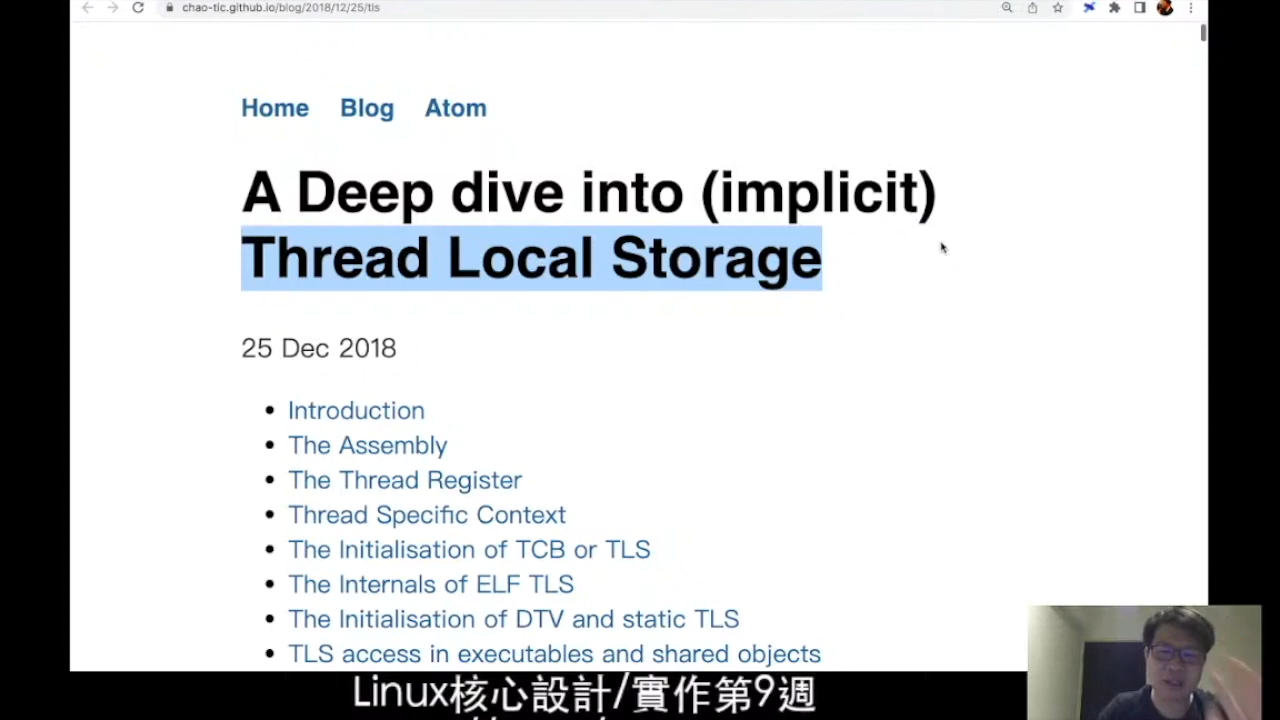 chao-tic.github.io/blog/2018/12/25/tls
Home Blog Atom
A Deep dive into (implicit)
Thread Local Storage
25 Dec 2018
Introduction
The Assembly
The Thread Register
Thread Specific Context
The Initialisation of TCB or TLS
The Internals of ELF TLS
The Initialisation of DTV and static TLS
TLS access in executables and shared objects
Linux核心設計/實作第9週